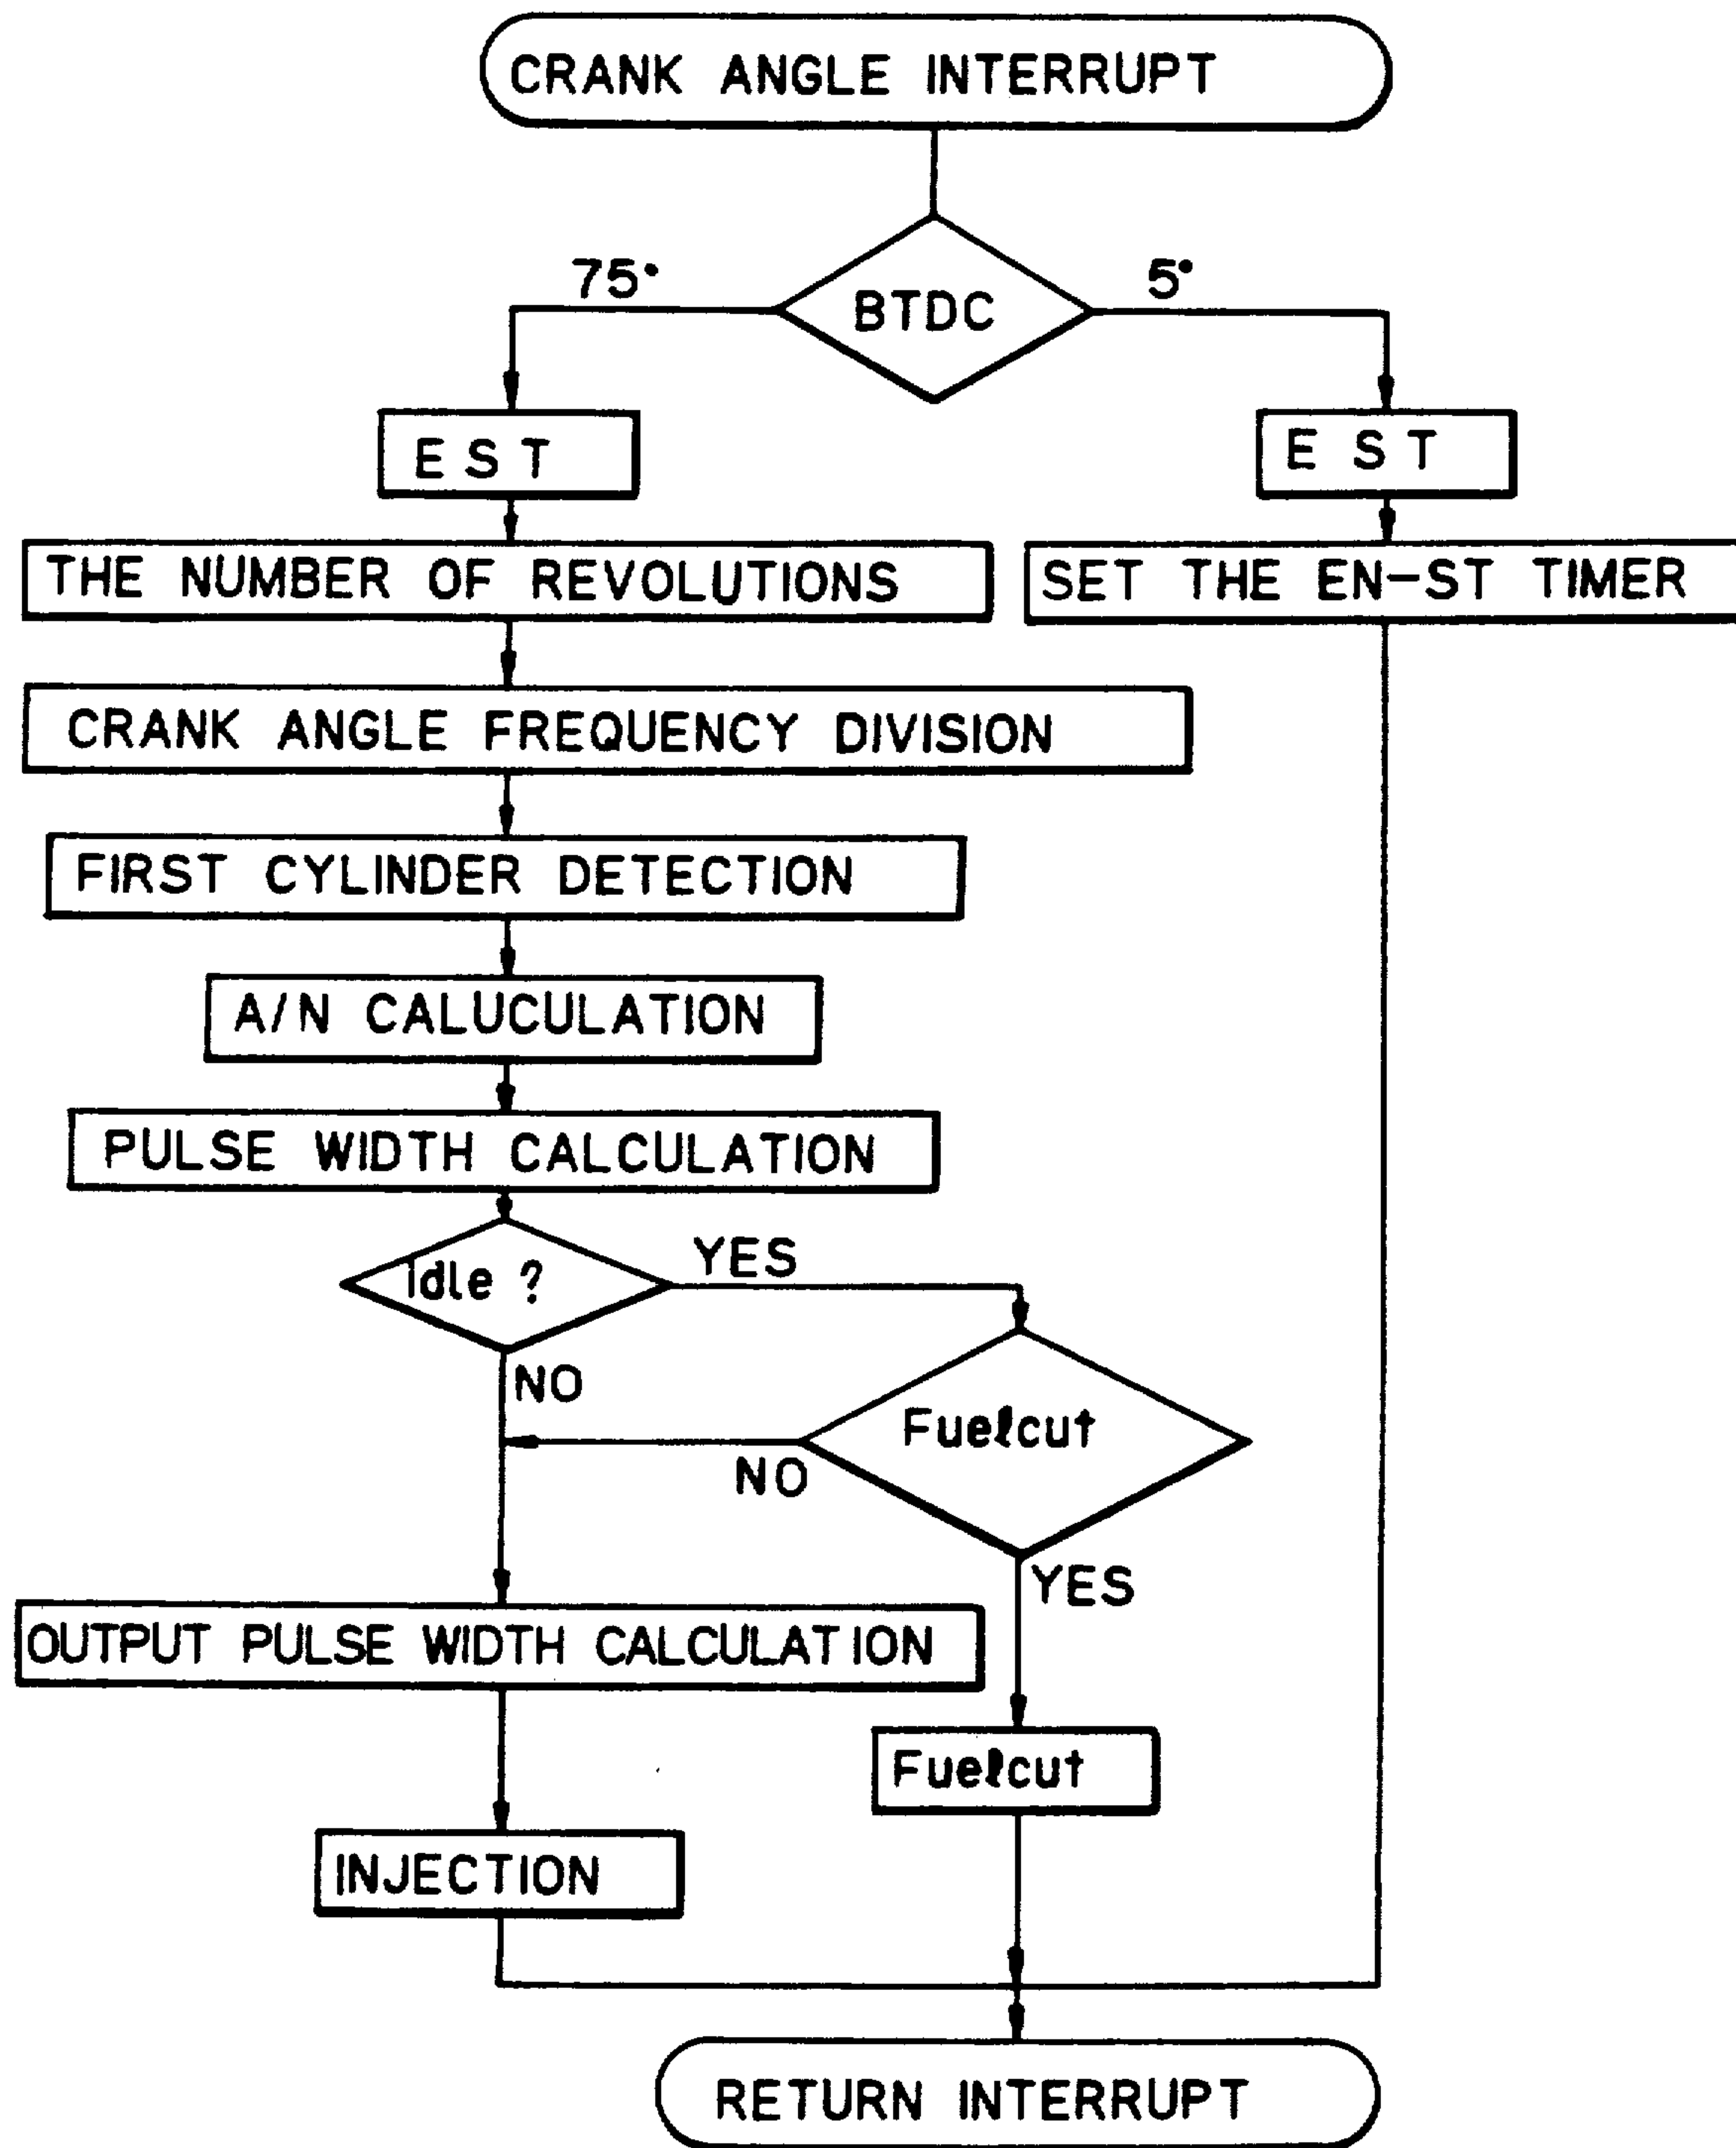 CRANK ANGLE INTERRUPT
75°
BTDC
5°
EST
EST
THE NUMBER OF REVOLUTIONS
SET THE EN-ST TIMER
CRANK ANGLE FREQUENCY DIVISION
FIRST CYLINDER DETECTION
A/N CALUCULATION
PULSE WIDTH CALCULATION
Idle ?
YES
NO
Fuelcut
NO
YES
OUTPUT PULSE WIDTH CALCULATION
Fuelcut
INJECTION
RETURN INTERRUPT